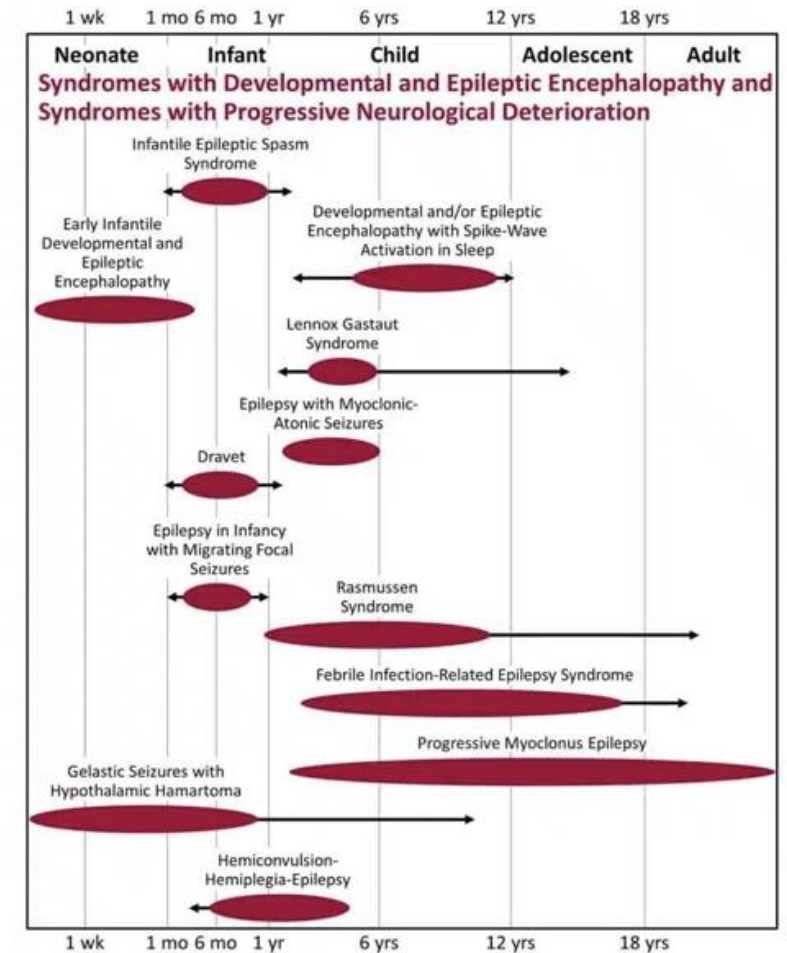 1 wk 1 mo 6 mo 1 yr 6 yrs 12 yrs 18 yrs
Neonate Infant Child Adolescent Adult
Syndromes with Developmental and Epileptic Encephalopathy and
Syndromes with Progressive Neurological Deterioration
Infantile Epileptic Spasm
Syndrome
Developmental and/or Epileptic
Encephalopathy with Spike-Wave
Activation in Sleep
Early Infantile
Developmental and
Epileptic
Encephalopathy
Lennox Gastaut
Syndrome
Epilepsy with Myoclonic-
Atonic Seizures
Dravet
Epilepsy in Infancy
with Migrating Focal
Seizures
Rasmussen
Syndrome
Febrile Infection-Related Epilepsy Syndrome
Progressive Myoclonus Epilepsy
Gelastic Seizures with
Hypothalamic Hamartoma
Hemiconvulsion-
Hemiplegia-Epilepsy
1 wk 1 mo 6 mo 1 yr 6 yrs 12 yrs 18 yrs